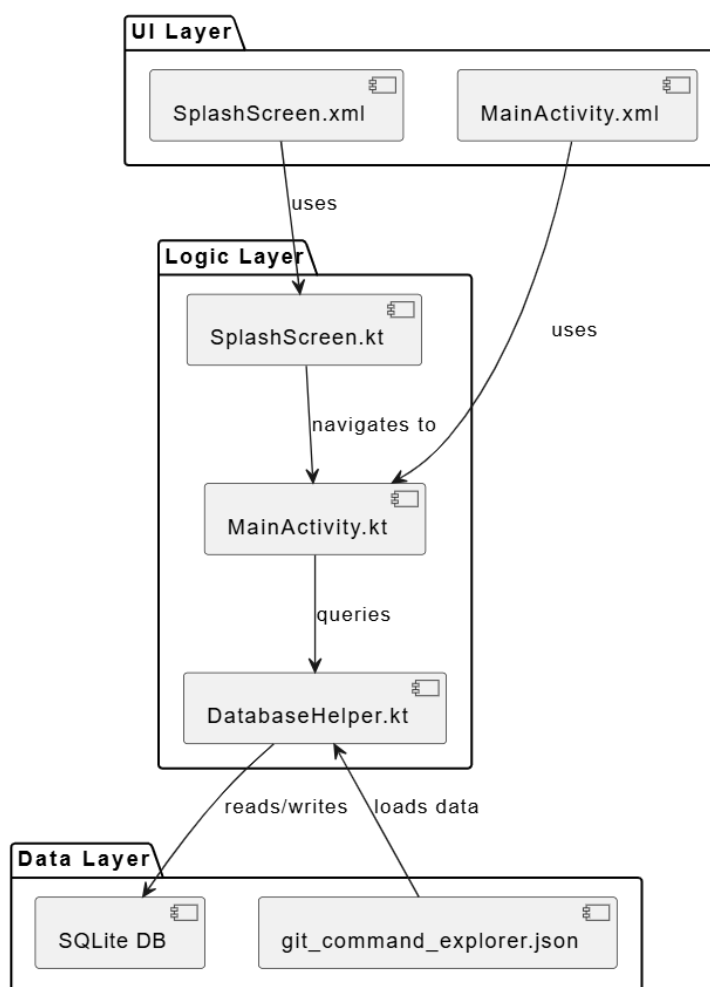 UI Layer
SplashScreen.xml
MainActivity.xml
uses
Logic Layer
SplashScreen.kt
uses
navigates to
MainActivity.kt
queries
DatabaseHelper.kt
reads/writes
loads data
Data Layer
SQLite DB
git_command_explorer.json